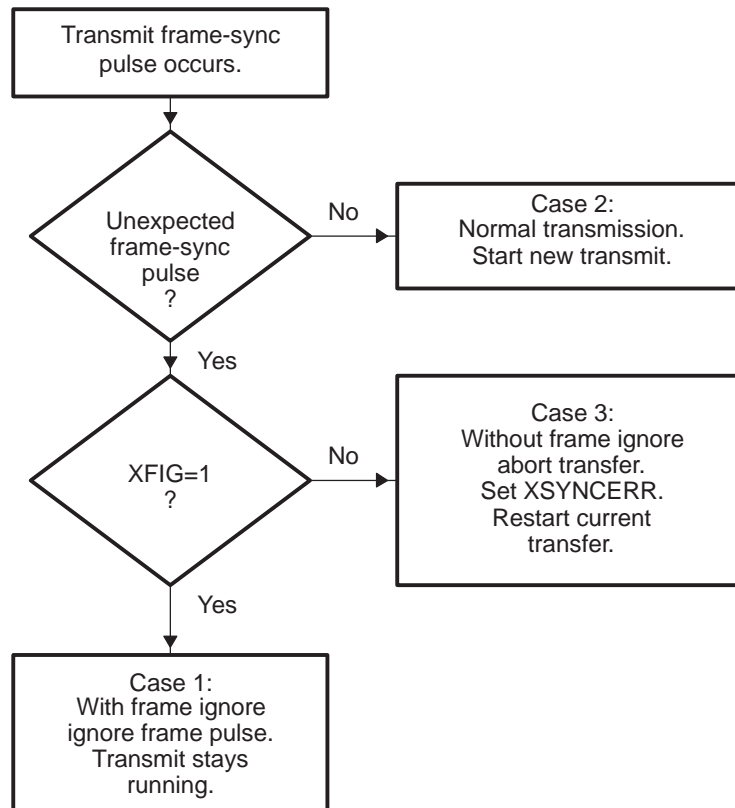 Transmit frame-sync
pulse occurs.
Unexpected
frame-sync
pulse
?
No
Case 2:
Normal transmission.
Start new transmit.
Yes
XFIG=1
?
No
Case 3:
Without frame ignore
abort transfer.
Set XSYNCERR.
Restart current
transfer.
Yes
Case 1:
With frame ignore
ignore frame pulse.
Transmit stays
running.